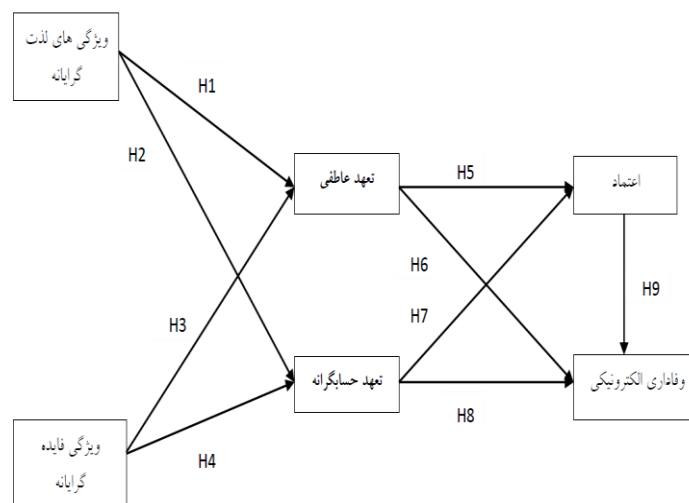 ویژگی های لذت
گرایانه
H1
H2
تعهد عاطفی
H5
اعتماد
H6
H9
H3
H7
تعهد حسابگرانه
وفاداری الکترونیکی
H8
ویژگی فایده
گرایانه
H4